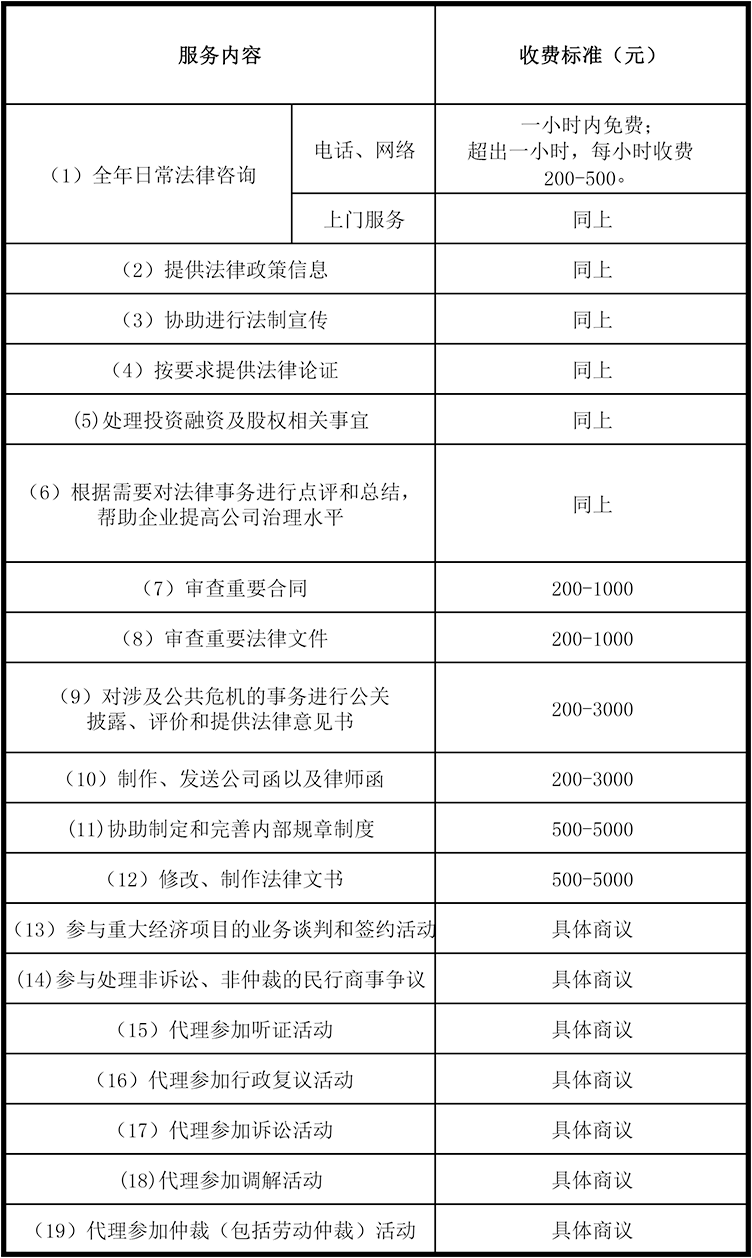 服务内容
收费标准（元）
（1）全年日常法律咨询
电话、网络
一小时内免费；
超出一小时，每小时收费
200-500。
上门服务
同上
（2）提供法律政策信息
同上
（3）协助进行法制宣传
同上
（4）按要求提供法律论证
同上
(5)处理投资融资及股权相关事宜
同上
（6）根据需要对法律事务进行点评和总结，
帮助企业提高公司治理水平
同上
（7）审查重要合同
200-1000
（8）审查重要法律文件
200-1000
（9）对涉及公共危机的事务进行公关
披露、评价和提供法律意见书
200-3000
（10）制作、发送公司函以及律师函
200-3000
(11)协助制定和完善内部规章制度
500-5000
（12）修改、制作法律文书
500-5000
（13）参与重大经济项目的业务谈判和签约活动
具体商议
(14)参与处理非诉讼、非仲裁的民行商事争议
具体商议
（15）代理参加听证活动
具体商议
（16）代理参加行政复议活动
具体商议
（17）代理参加诉讼活动
具体商议
(18)代理参加调解活动
具体商议
（19）代理参加仲裁（包括劳动仲裁）活动
具体商议